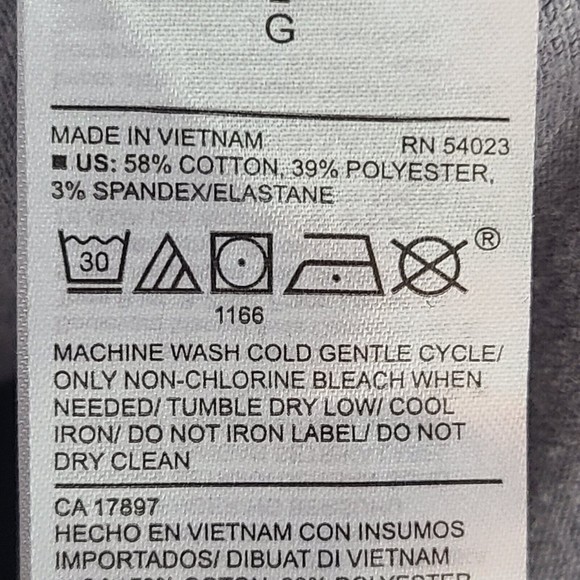 G
MADE IN VIETNAM RN 54023
US: 58% COTTON, 39% POLYESTER,
3% SPANDEX/ELASTANE
30
®
1166
MACHINE WASH COLD GENTLE CYCLE/
ONLY NON-CHLORINE BLEACH WHEN
NEEDED/ TUMBLE DRY LOW/ COOL
IRON/ DO NOT IRON LABEL/ DO NOT
DRY CLEAN
CA 17897
HECHO EN VIETNAM CON INSUMOS
IMPORTADOS/ DIBUAT DI VIETNAM